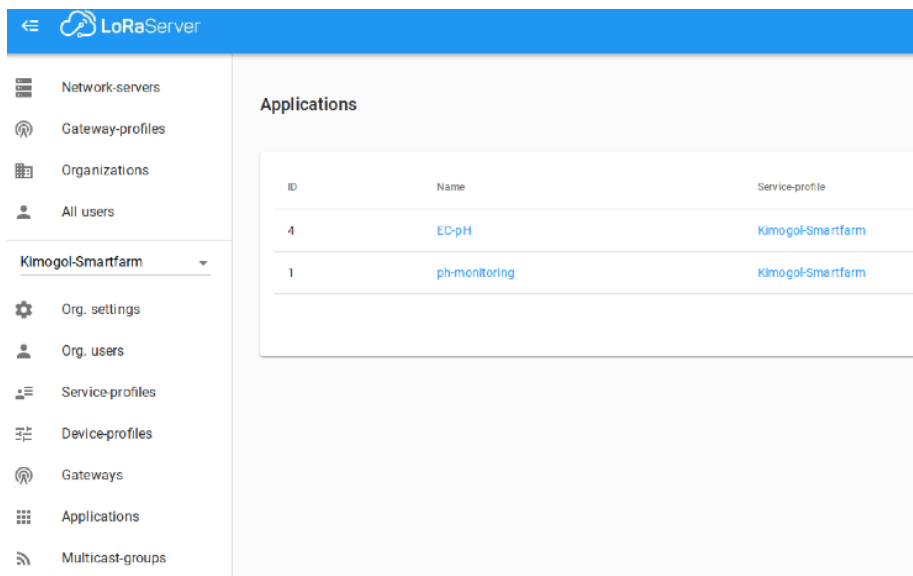 LoRaServer
Network-servers
Gateway-profiles
Organizations
All users
Kimogol-Smartfarm
Org. settings
Org. users
Service-profiles
Device-profiles
Gateways
Applications
Multicast-groups
Applications
ID Name Service-profile
4 EC-pH Kimogol-Smartfarm
1 ph-monitoring Kimogol-Smartfarm